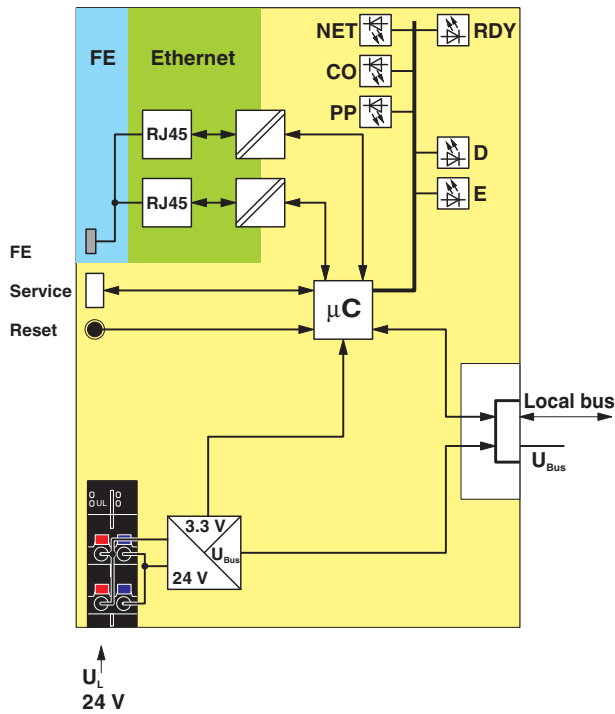 NET
RDY
FE
Ethernet
CO
PP
RJ45
D
RJ45
E
FE
Service
µC
Reset
Local bus
U Bus
UL
3.3 V
U Bus
24 V
U L
24 V